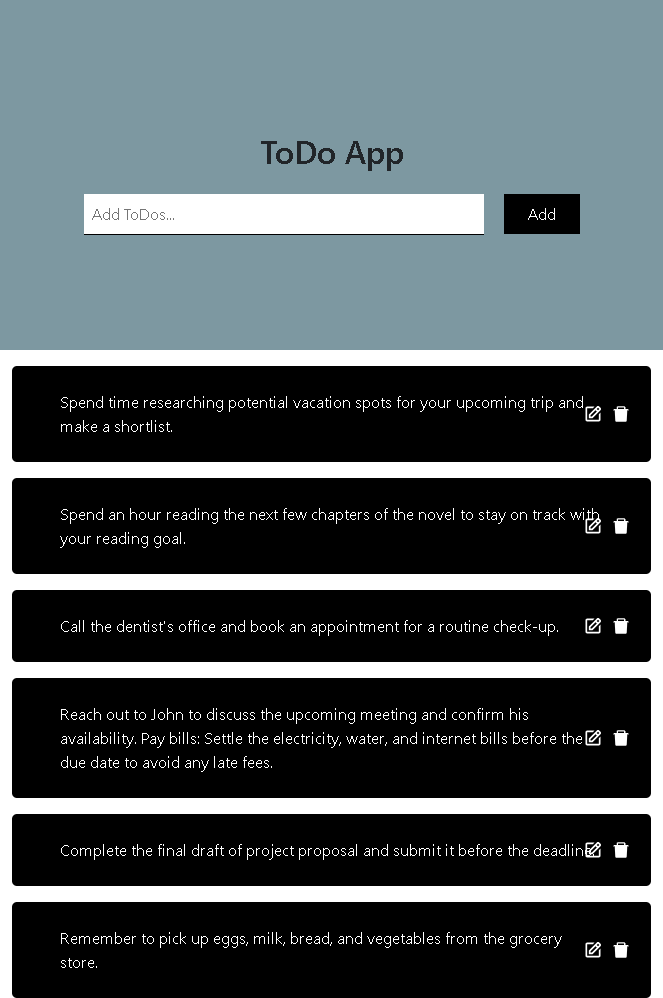 ToDo App
Add ToDos...
Add
Spend time researching potential vacation spots for your upcoming trip and
make a shortlist.
Spend an hour reading the next few chapters of the novel to stay on track with
your reading goal.
Call the dentist's office and book an appointment for a routine check-up.
Reach out to John to discuss the upcoming meeting and confirm his
availability. Pay bills: Settle the electricity, water, and internet bills before the
due date to avoid any late fees.
Complete the final draft of project proposal and submit it before the deadline.
Remember to pick up eggs, milk, bread, and vegetables from the grocery
store.